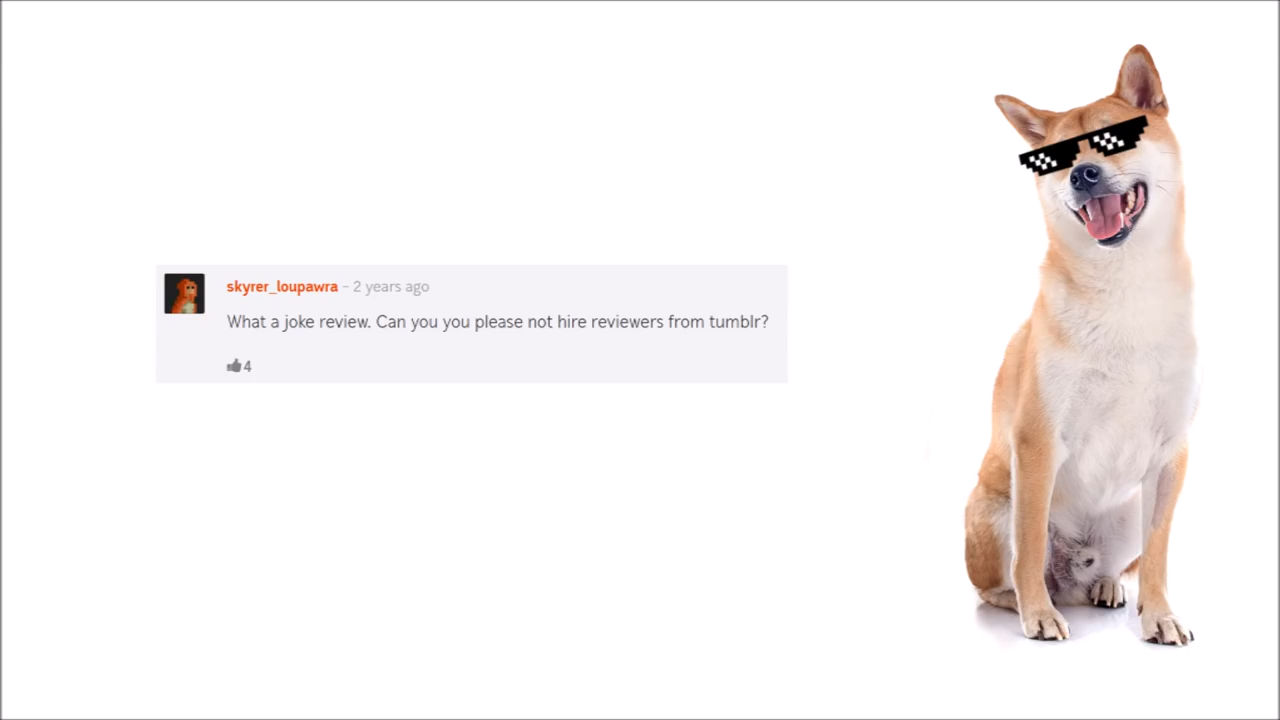 skyrer_loupawra - 2 years ago
What a joke review. Can you you please not hire reviewers from tumblr?
4